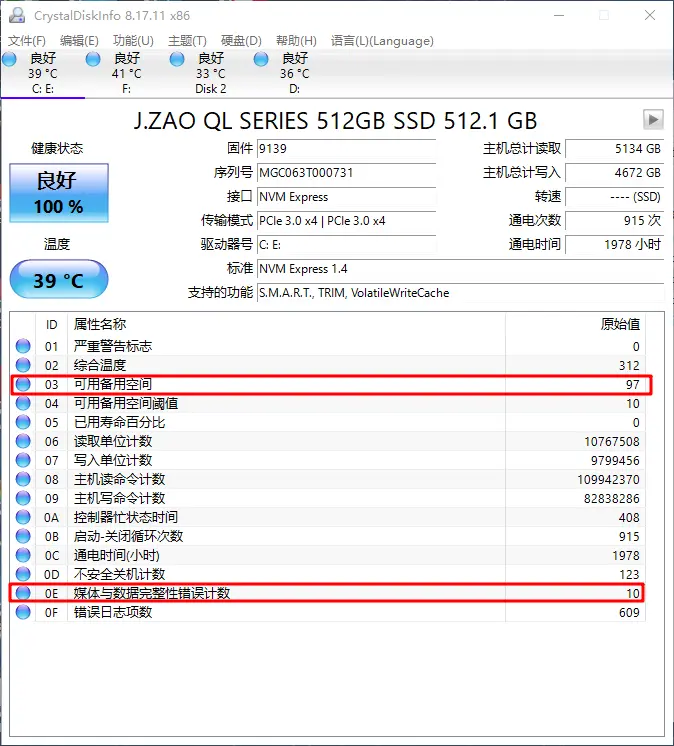 CrystalDiskInfo 8.17.11 x86
文件(F) 编辑(E) 功能(U) 主题(T) 硬盘(D) 帮助(H) 语言(L)(Language)
良好 良好 良好 良好
39 °C 41 °C 33 °C 36 °C
C: E: F: Disk 2 D:
J.ZAO QL SERIES 512GB SSD 512.1 GB
健康状态
良好
100 %
温度
39 °C
固件 9139
序列号 MGC063T000731
接口 NVM Express
传输模式 PCIe 3.0 x4 | PCIe 3.0 x4
驱动器号 C: E:
标准 NVM Express 1.4
支持的功能 S.M.A.R.T., TRIM, VolatileWriteCache
主机总计读取 5134 GB
主机总计写入 4672 GB
转速 ---- (SSD)
通电次数 915 次
通电时间 1978 小时
ID 属性名称 原始值
01 严重警告标志 0
02 综合温度 312
03 可用备用空间 97
04 可用备用空间阈值 10
05 已用寿命百分比 0
06 读取单位计数 10767508
07 写入单位计数 9799456
08 主机读命令计数 109942370
09 主机写命令计数 82838286
0A 控制器忙状态时间 408
0B 启动-关闭循环次数 915
0C 通电时间(小时) 1978
0D 不安全关机计数 123
0E 媒体与数据完整性错误计数 10
0F 错误日志项数 609